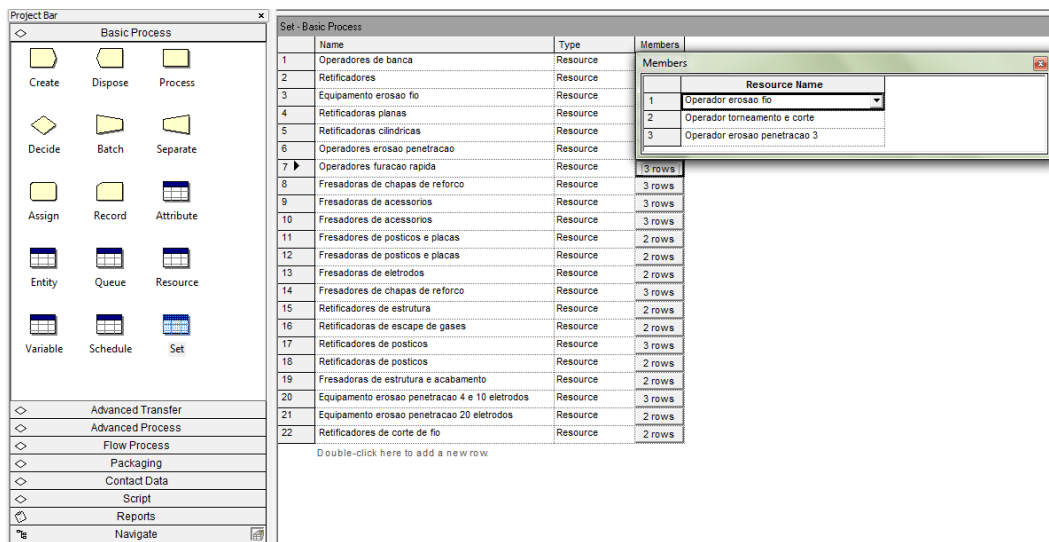 Project Bar x
Basic Process
Create Dispose Process
Decide Batch Separate
Assign Record Attribute
Entity Queue Resource
Variable Schedule Set
Advanced Transfer
Advanced Process
Flow Process
Packaging
Contact Data
Script
Reports
Navigate
Set - Basic Process
Name Type Members
1 Operadores de banca Resource
2 Retificadores Resource
3 Equipamento erosao fio Resource
4 Retificadoras planas Resource
5 Retificadoras cilindricas Resource
6 Operadores erosao penetracao Resource
7 Operadores furacao rapida Resource 3 rows
8 Fresadoras de chapas de reforco Resource 3 rows
9 Fresadoras de acessorios Resource 3 rows
10 Fresadores de acessorios Resource 3 rows
11 Fresadores de posticos e placas Resource 2 rows
12 Fresadoras de posticos e placas Resource 2 rows
13 Fresadoras de eletrodos Resource 2 rows
14 Fresadores de chapas de reforco Resource 3 rows
15 Retificadores de estrutura Resource 2 rows
16 Retificadoras de escape de gases Resource 2 rows
17 Retificadores de posticos Resource 3 rows
18 Retificadoras de posticos Resource 2 rows
19 Fresadoras de estrutura e acabamento Resource 2 rows
20 Equipamento erosao penetracao 4 e 10 eletrodos Resource 3 rows
21 Equipamento erosao penetracao 20 eletrodos Resource 2 rows
22 Retificadores de corte de fio Resource 2 rows
Double-click here to add a new row.
Members
Resource Name
1 Operador erosao fio
2 Operador torneamento e corte
3 Operador erosao penetracao 3